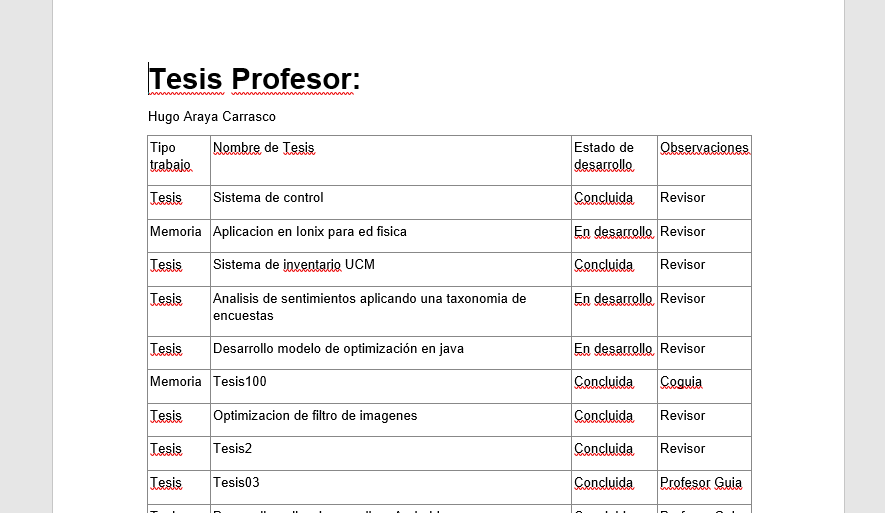 Tesis Profesor:
Hugo Araya Carrasco
Tipo trabajo Nombre de Tesis Estado de desarrollo Observaciones
Tesis Sistema de control Concluida Revisor
Memoria Aplicacion en Ionix para ed fisica En desarrollo Revisor
Tesis Sistema de inventario UCM Concluida Revisor
Tesis Analisis de sentimientos aplicando una taxonomia de encuestas En desarrollo Revisor
Tesis Desarrollo modelo de optimización en java En desarrollo Revisor
Memoria Tesis100 Concluida Coguia
Tesis Optimizacion de filtro de imagenes Concluida Revisor
Tesis Tesis2 Concluida Revisor
Tesis Tesis03 Concluida Profesor Guia